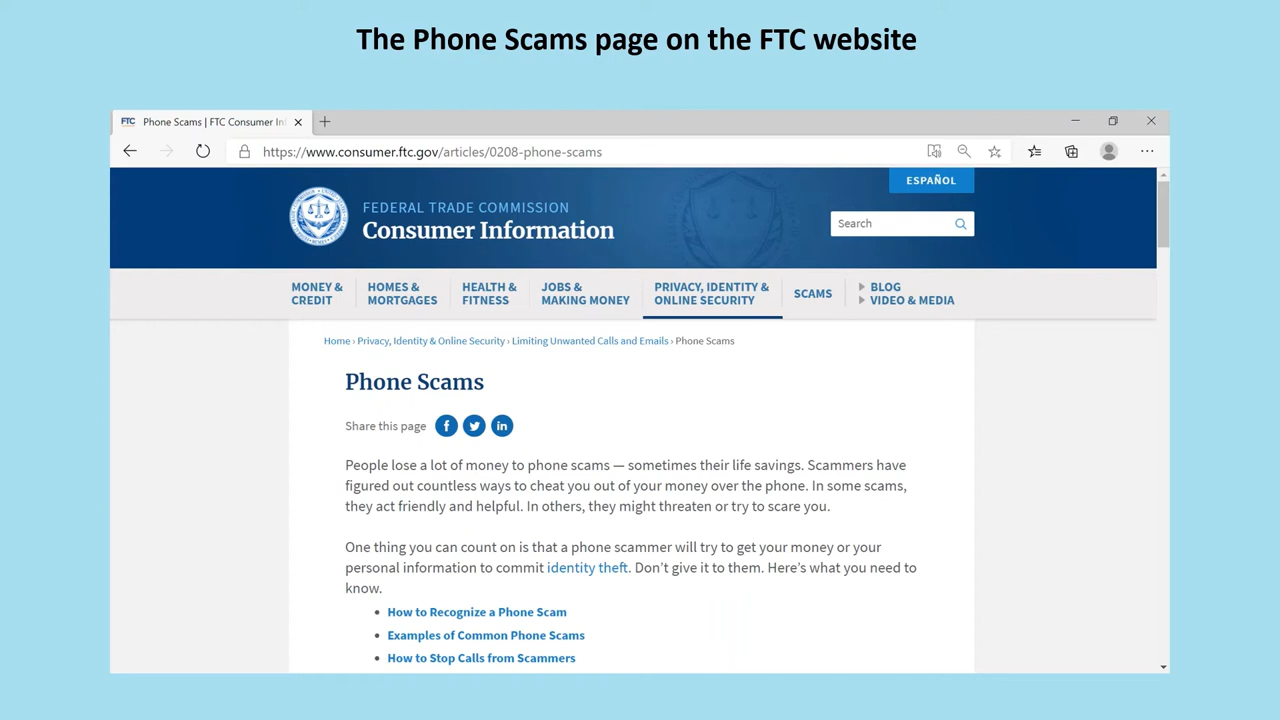 The Phone Scams page on the FTC website
FTC Phone Scams | FTC Consumer In
https://www.consumer.ftc.gov/articles/0208-phone-scams
ESPAÑOL
FEDERAL TRADE COMMISSION
Consumer Information
Search
MONEY &
CREDIT
HOMES &
MORTGAGES
HEALTH &
FITNESS
JOBS &
MAKING MONEY
PRIVACY, IDENTITY &
ONLINE SECURITY
SCAMS
BLOG
VIDEO & MEDIA
Home › Privacy, Identity & Online Security › Limiting Unwanted Calls and Emails › Phone Scams
Phone Scams
Share this page
People lose a lot of money to phone scams — sometimes their life savings. Scammers have
figured out countless ways to cheat you out of your money over the phone. In some scams,
they act friendly and helpful. In others, they might threaten or try to scare you.
One thing you can count on is that a phone scammer will try to get your money or your
personal information to commit identity theft. Don’t give it to them. Here’s what you need to
know.
• How to Recognize a Phone Scam
• Examples of Common Phone Scams
• How to Stop Calls from Scammers